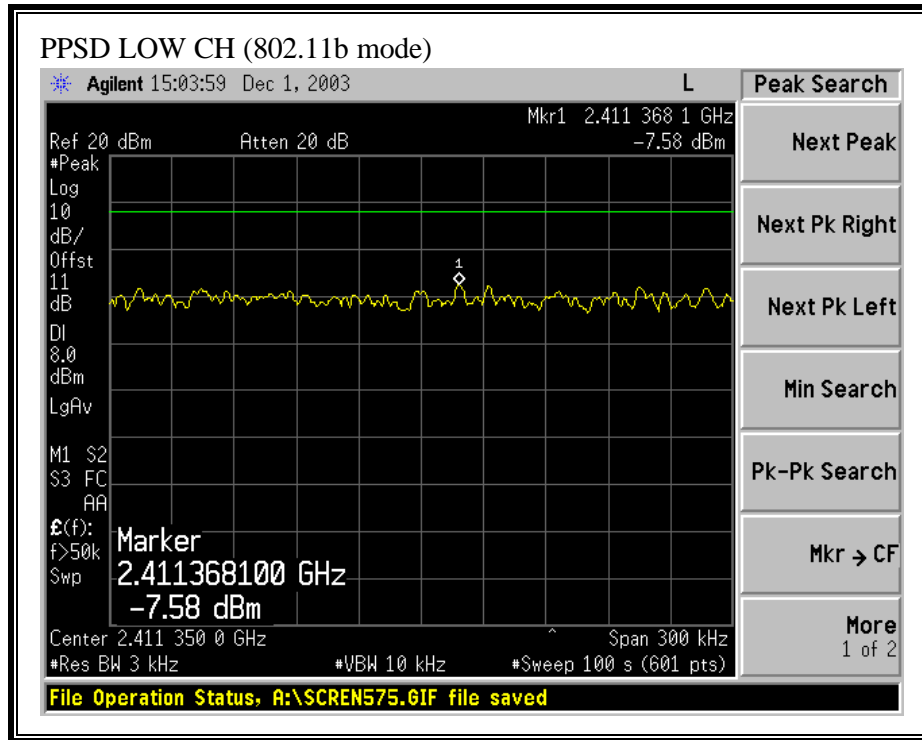 PPSD LOW CH (802.11b mode)
Agilent 15:03:59 Dec 1, 2003 L Peak Search
Mkr1 2.411 368 1 GHz
Ref 20 dBm Atten 20 dB -7.58 dBm
#Peak
Log
10
dB/
Offst
11
dB
DI
8.0
dBm
LgAv
M1 S2
S3 FC
AA
£(f):
f>50k
Swp
1
Marker
2.411368100 GHz
-7.58 dBm
Center 2.411 350 0 GHz ^ Span 300 kHz
#Res BW 3 kHz #VBW 10 kHz #Sweep 100 s (601 pts)
File Operation Status, A:\SCREN575.GIF file saved
Next Peak
Next Pk Right
Next Pk Left
Min Search
Pk-Pk Search
Mkr → CF
More
1 of 2